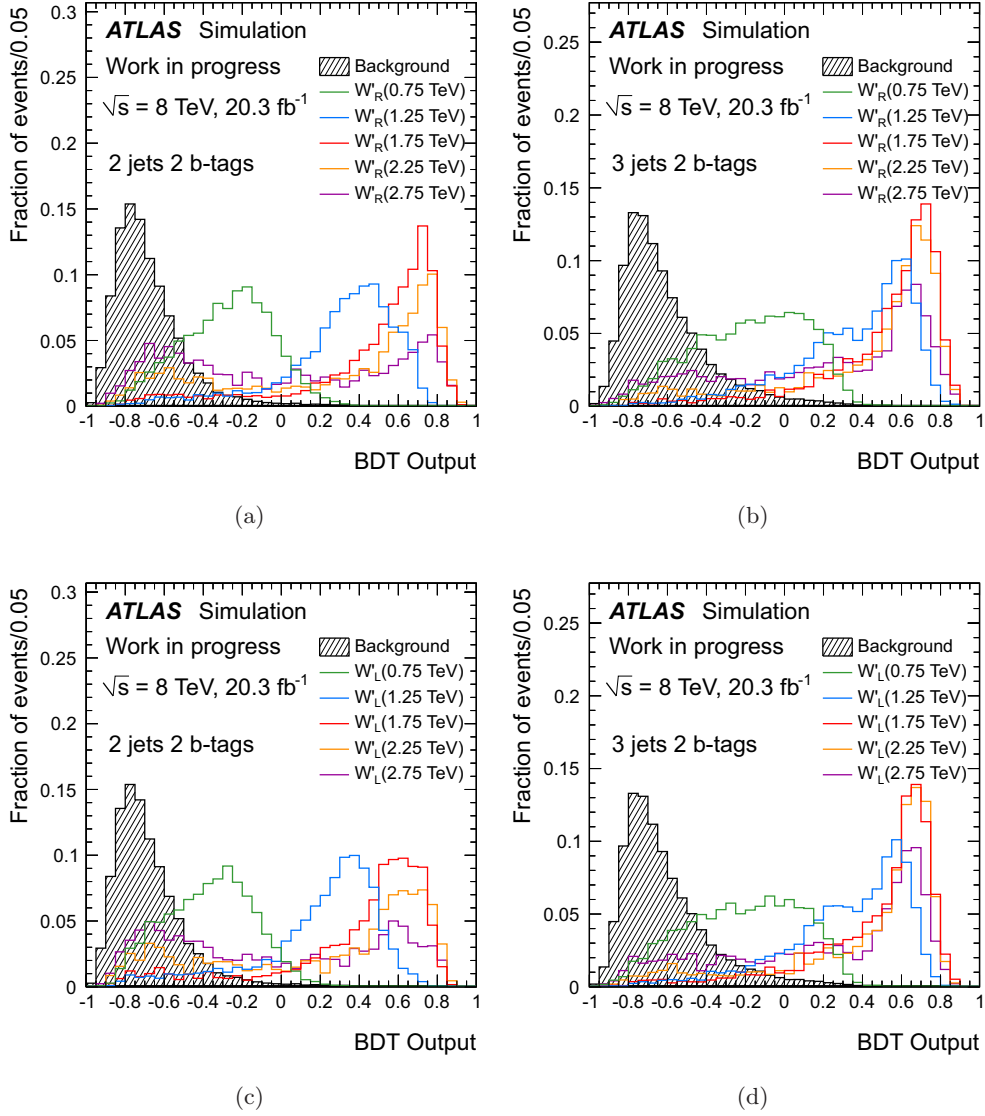 Fraction of events/0.05
0.3
0.25
0.2
0.15
0.1
0.05
0
ATLAS Simulation
Work in progress
√s = 8 TeV, 20.3 fb⁻¹
2 jets 2 b-tags
Background
W'R(0.75 TeV)
W'R(1.25 TeV)
W'R(1.75 TeV)
W'R(2.25 TeV)
W'R(2.75 TeV)
-1 -0.8 -0.6 -0.4 -0.2 0 0.2 0.4 0.6 0.8 1
BDT Output
(a)
Fraction of events/0.05
0.25
0.2
0.15
0.1
0.05
0
ATLAS Simulation
Work in progress
√s = 8 TeV, 20.3 fb⁻¹
3 jets 2 b-tags
Background
W'R(0.75 TeV)
W'R(1.25 TeV)
W'R(1.75 TeV)
W'R(2.25 TeV)
W'R(2.75 TeV)
-1 -0.8 -0.6 -0.4 -0.2 0 0.2 0.4 0.6 0.8 1
BDT Output
(b)
Fraction of events/0.05
0.3
0.25
0.2
0.15
0.1
0.05
0
ATLAS Simulation
Work in progress
√s = 8 TeV, 20.3 fb⁻¹
2 jets 2 b-tags
Background
W'L(0.75 TeV)
W'L(1.25 TeV)
W'L(1.75 TeV)
W'L(2.25 TeV)
W'L(2.75 TeV)
-1 -0.8 -0.6 -0.4 -0.2 0 0.2 0.4 0.6 0.8 1
BDT Output
(c)
Fraction of events/0.05
0.25
0.2
0.15
0.1
0.05
0
ATLAS Simulation
Work in progress
√s = 8 TeV, 20.3 fb⁻¹
3 jets 2 b-tags
Background
W'L(0.75 TeV)
W'L(1.25 TeV)
W'L(1.75 TeV)
W'L(2.25 TeV)
W'L(2.75 TeV)
-1 -0.8 -0.6 -0.4 -0.2 0 0.2 0.4 0.6 0.8 1
BDT Output
(d)